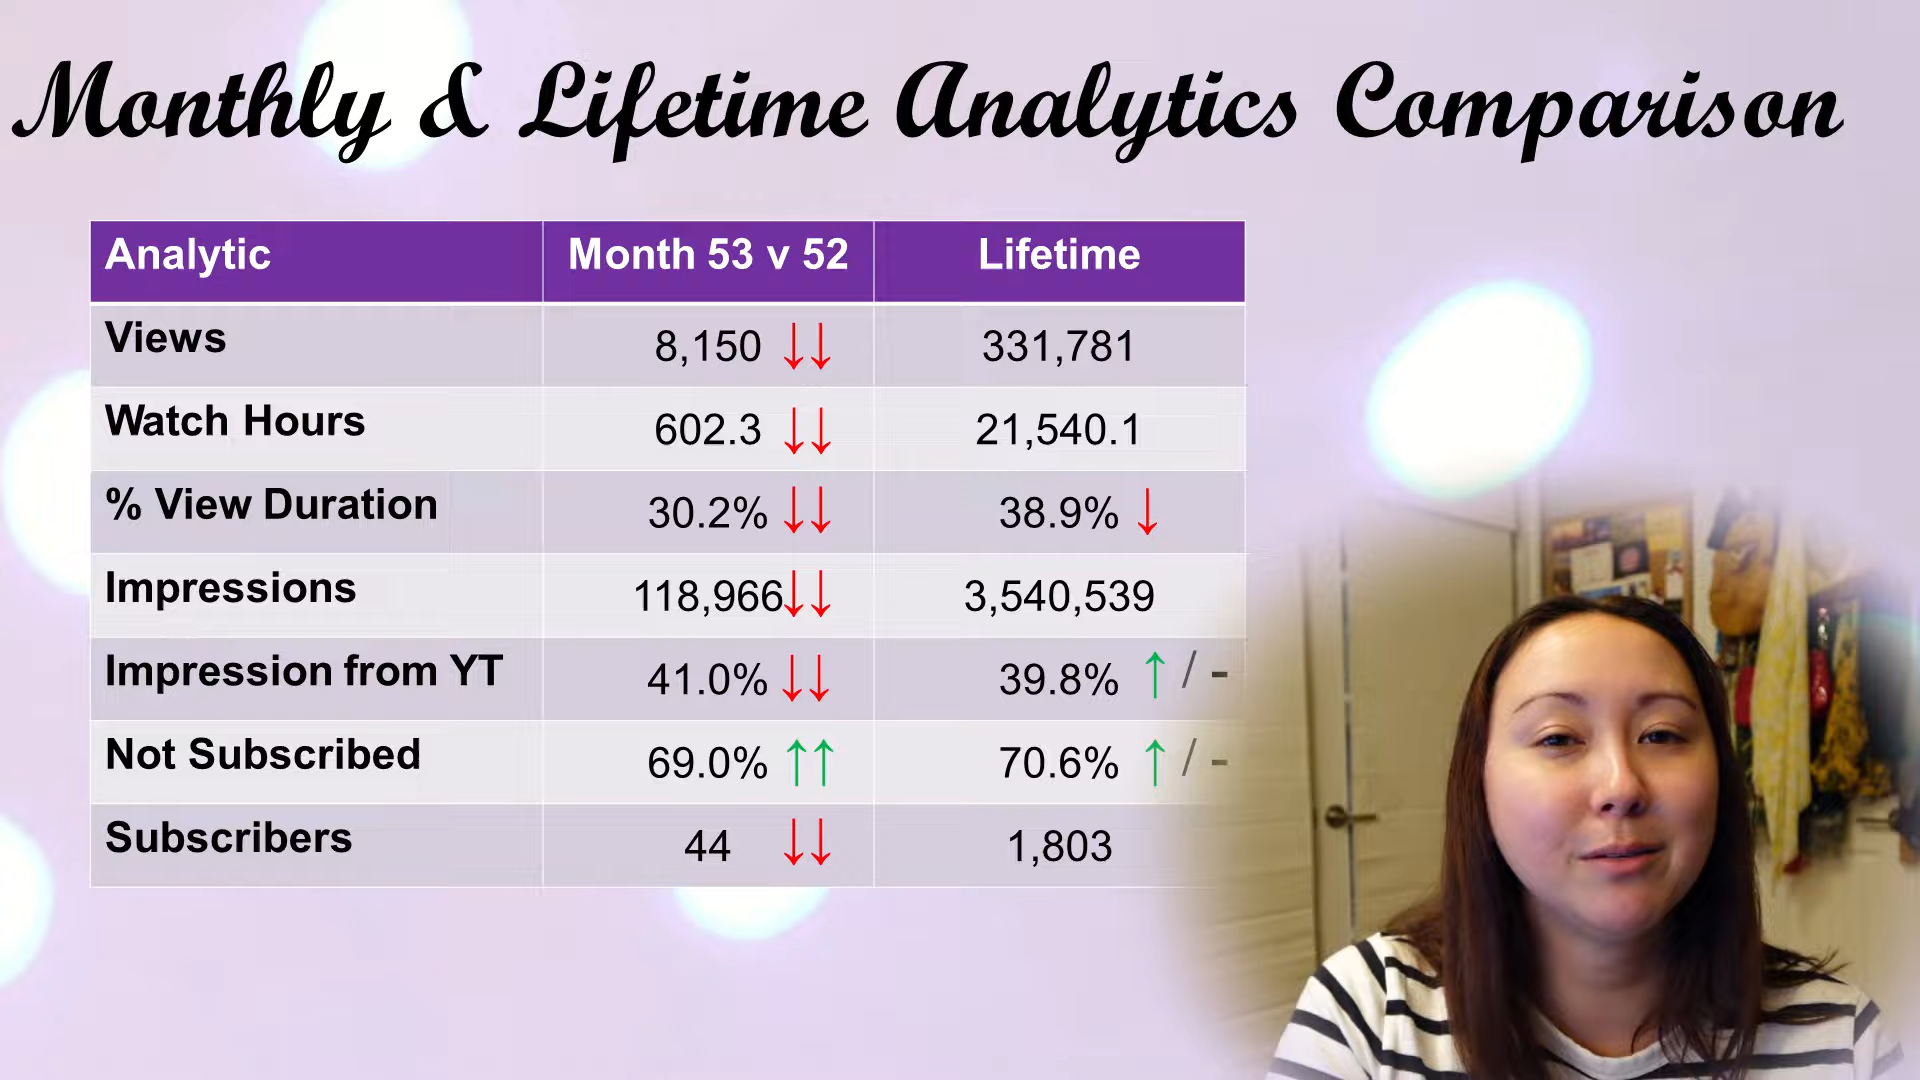 Monthly & Lifetime Analytics Comparison
Analytic Month 53 v 52 Lifetime
Views 8,150 ↓↓ 331,781
Watch Hours 602.3 ↓↓ 21,540.1
% View Duration 30.2% ↓↓ 38.9% ↓
Impressions 118,966↓↓ 3,540,539
Impression from YT 41.0% ↓↓ 39.8% ↑ / -
Not Subscribed 69.0% ↑↑ 70.6% ↑ / -
Subscribers 44 ↓↓ 1,803